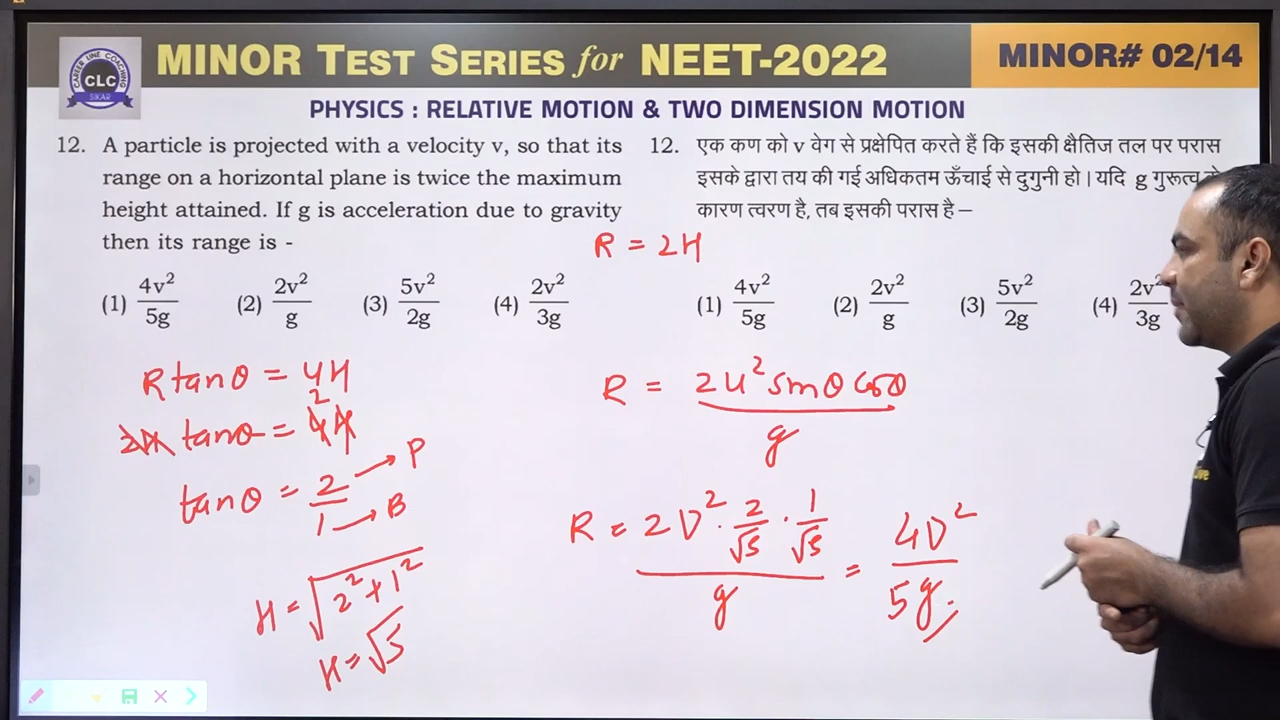 CAREER LINE COACHING
CLC
SIKAR
MINOR TEST SERIES for NEET-2022
MINOR# 02/14
PHYSICS : RELATIVE MOTION & TWO DIMENSION MOTION
12. A particle is projected with a velocity v, so that its
range on a horizontal plane is twice the maximum
height attained. If g is acceleration due to gravity
then its range is -
(1) 4v²/5g (2) 2v²/g (3) 5v²/2g (4) 2v²/3g
12. एक कण को v वेग से प्रक्षेपित करते हैं कि इसकी क्षैतिज तल पर परास
इसके द्वारा तय की गई अधिकतम ऊँचाई से दुगुनी हो। यदि g गुरूत्व
कारण त्वरण है, तब इसकी परास है –
(1) 4v²/5g (2) 2v²/g (3) 5v²/2g (4) 2v²/3g
R = 2H
R tanθ = 4H
2H tanθ = 4H
2
tanθ = 2/1
P
B
H = √2²+1²
H = √5
R = 2u² sinθ cosθ / g
R = 2v² · 2/√5 · 1/√5 / g = 4v²/5g